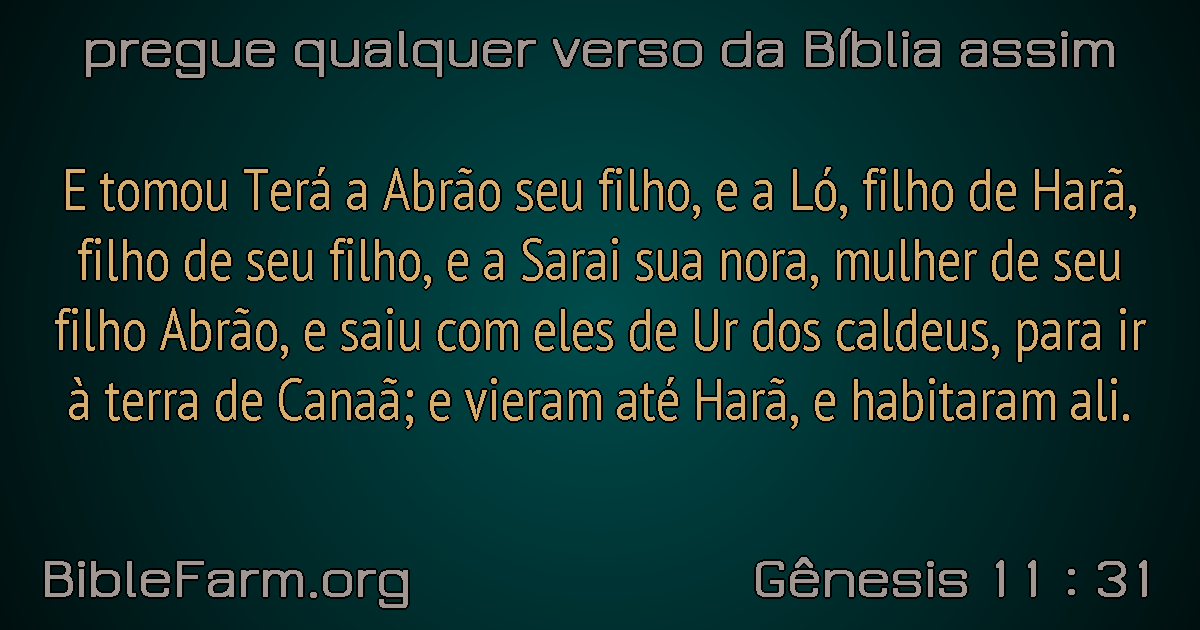 pregue qualquer verso da Bíblia assim
E tomou Terá a Abrão seu filho, e a Ló, filho de Harã,
filho de seu filho, e a Sarai sua nora, mulher de seu
filho Abrão, e saiu com eles de Ur dos caldeus, para ir
à terra de Canaã; e vieram até Harã, e habitaram ali.
BibleFarm.org
Gênesis 11 : 31